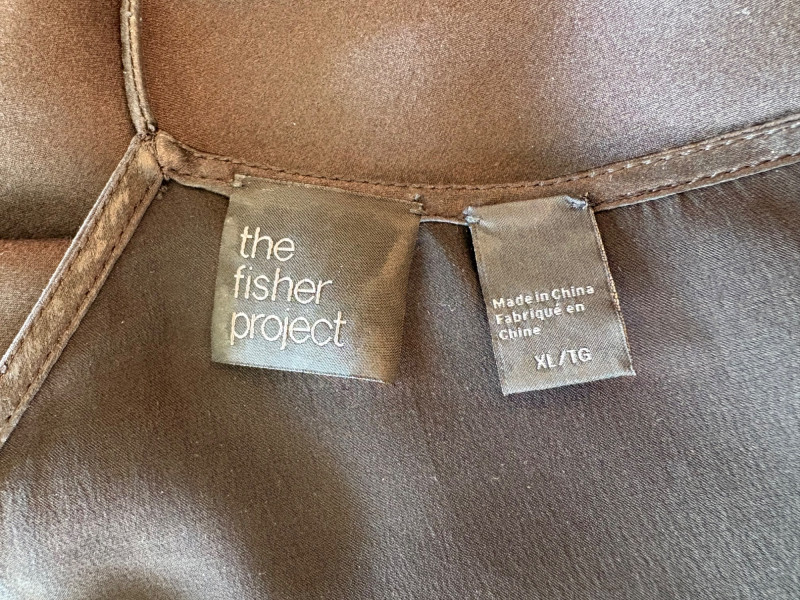 the
fisher
project
Made in China
Fabriqué en
Chine
XL/TG